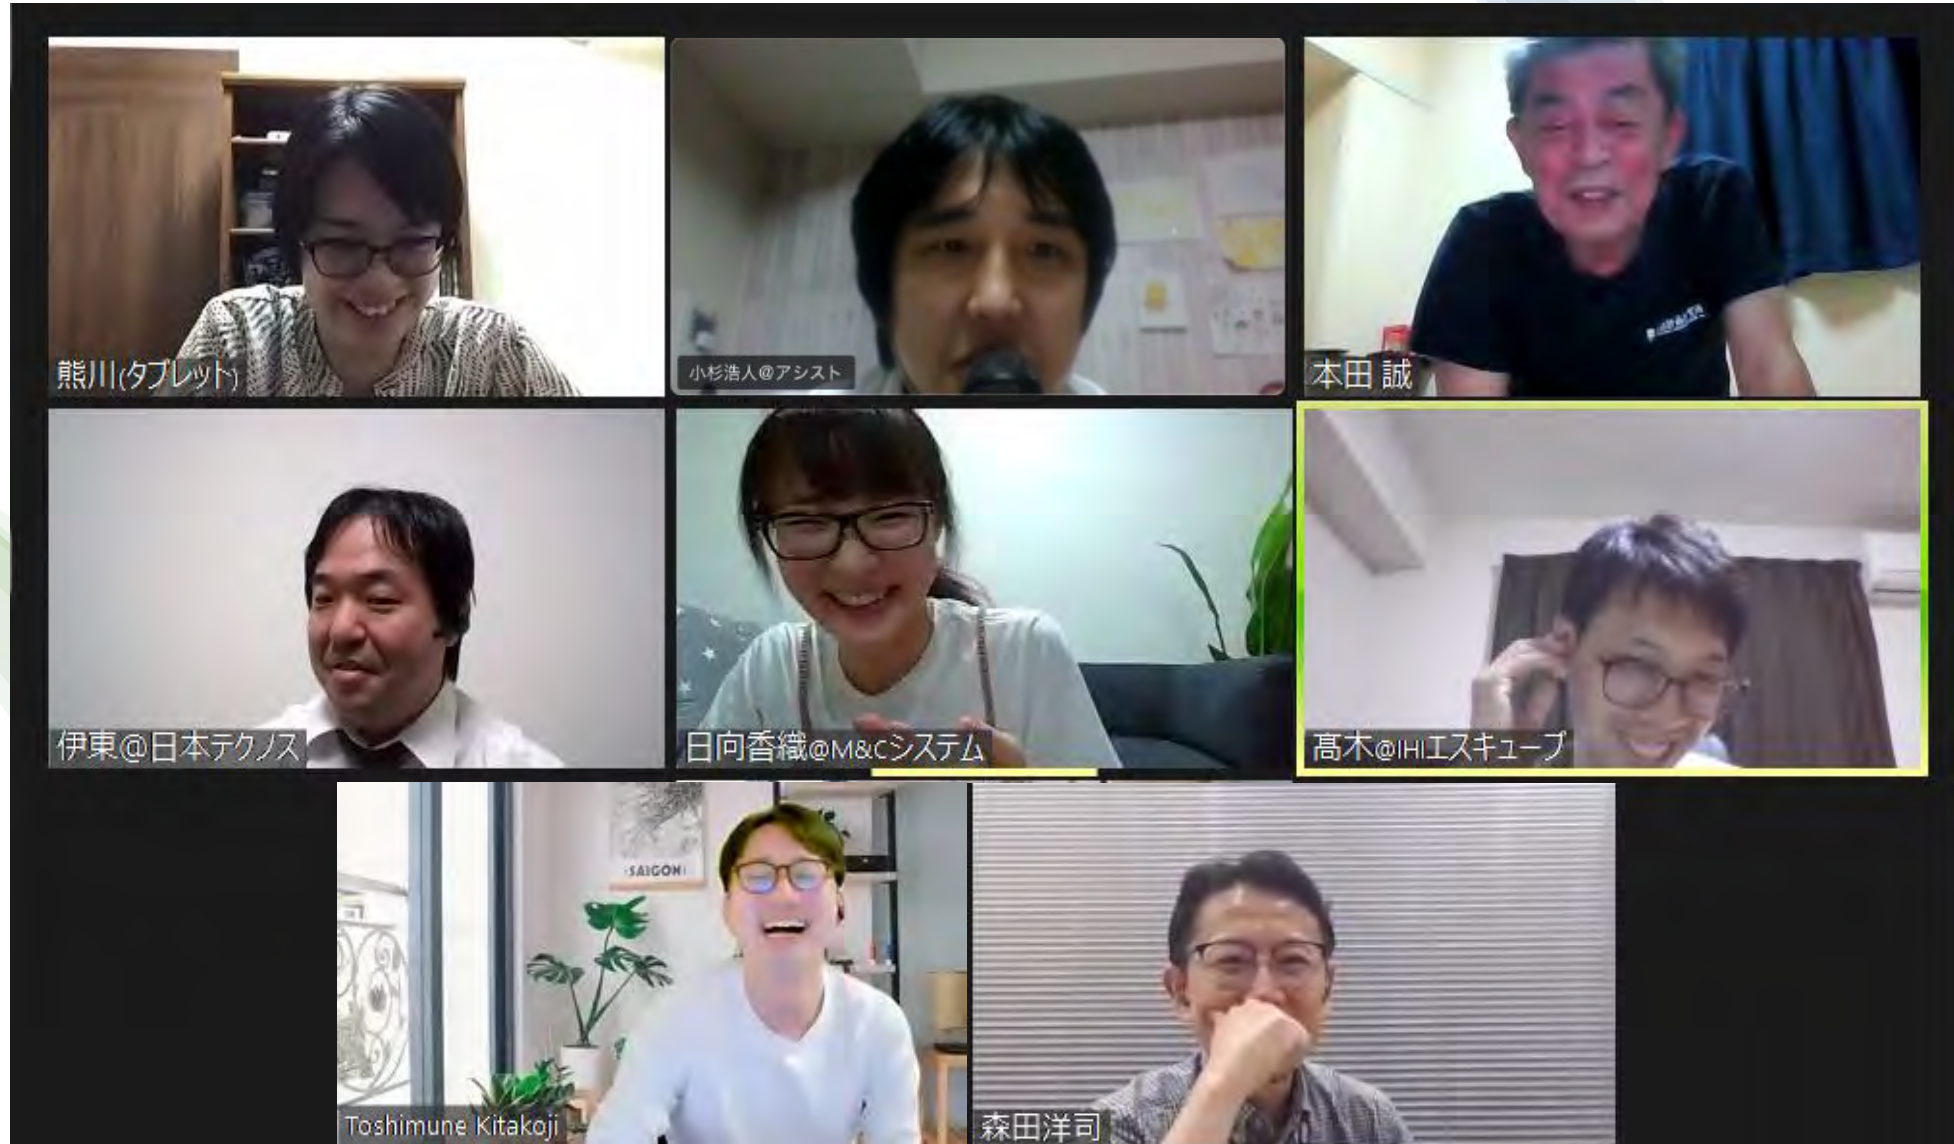 熊川(タブレット)
小杉浩人@アシスト
本田 誠
伊東@日本テクノス
日向香織@M&Cシステム
髙木@IHIエスキューブ
SAIGON
Toshimune Kitakoji
森田洋司